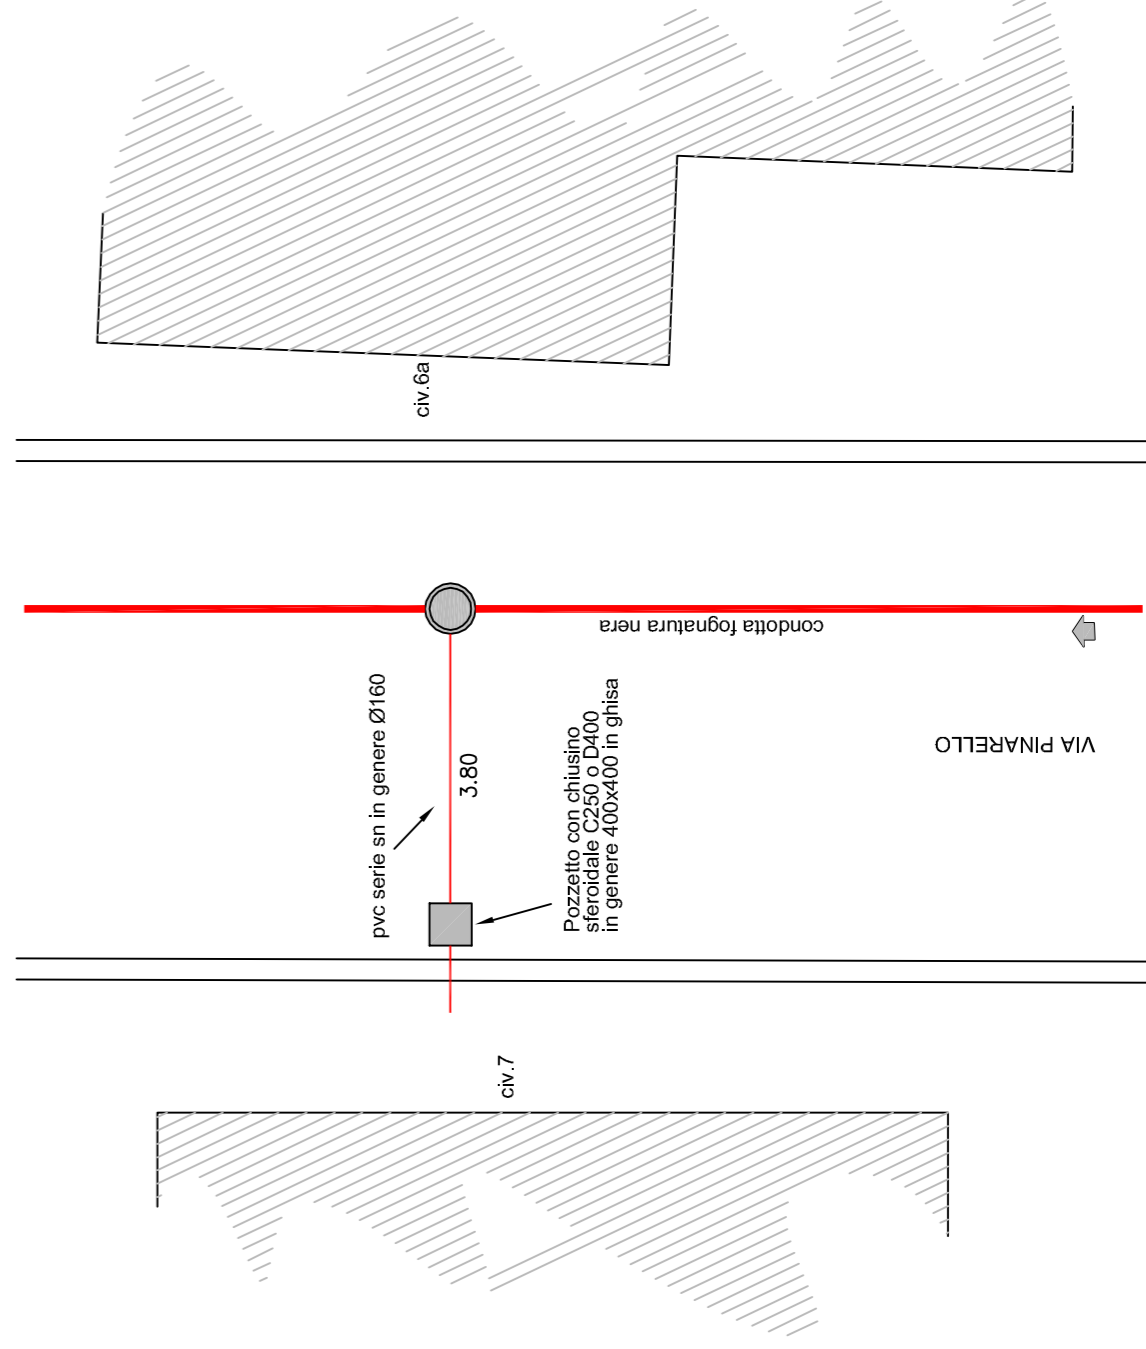 civ.6a
condotta fognatura nera
VIA PINARELLO
pvc serie sn in genere Ø160
3.80
Pozzetto con chiusino
sferoidale C250 o D400
in genere 400x400 in ghisa
civ.7